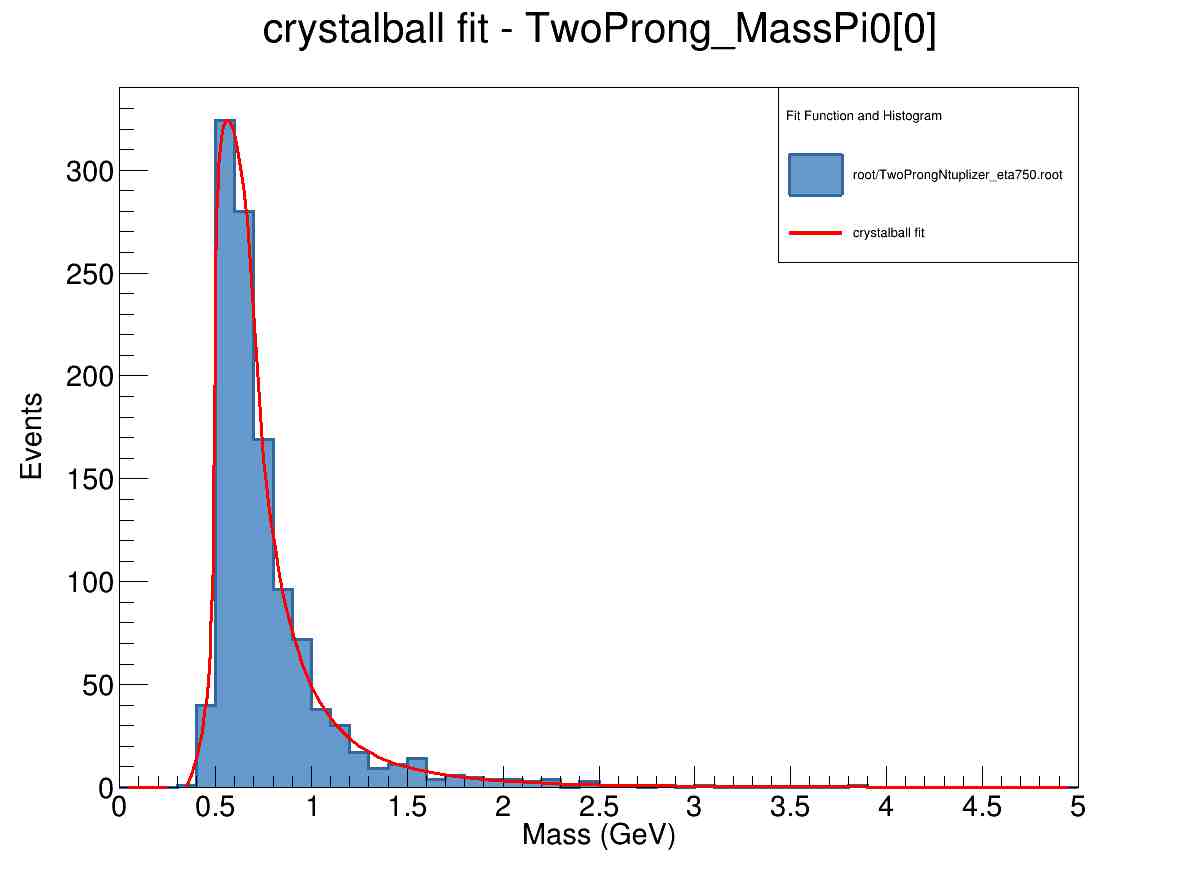 crystalball fit - TwoProng_MassPi0[0]
Fit Function and Histogram
root/TwoProngNtuplizer_eta750.root
crystalball fit
Events
300
250
200
150
100
50
0
0 0.5 1 1.5 2 2.5 3 3.5 4 4.5 5
Mass (GeV)